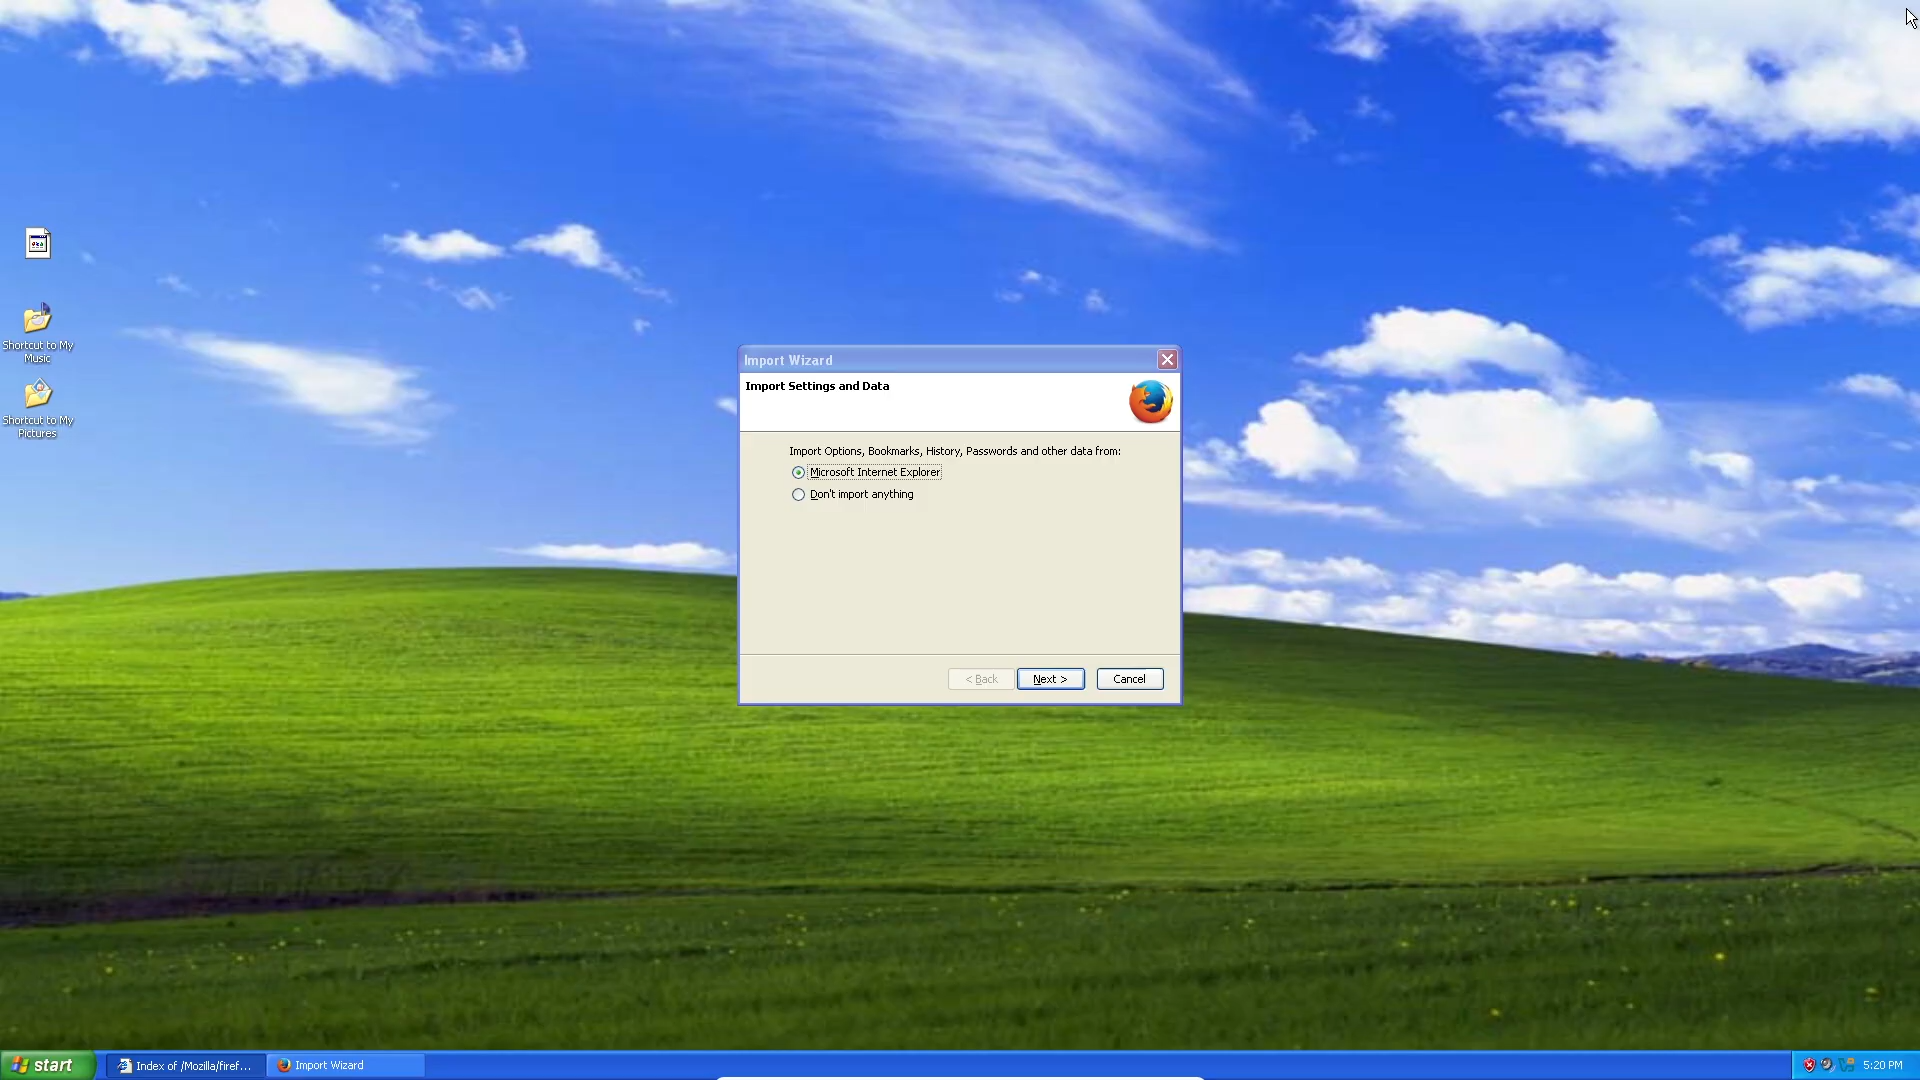 Shortcut to My
Music
Shortcut to My
Pictures
Import Wizard
Import Settings and Data
Import Options, Bookmarks, History, Passwords and other data from:
Microsoft Internet Explorer
Don't import anything
< Back
Next >
Cancel
start
Index of /Mozilla/firef...
Import Wizard
5:20 PM